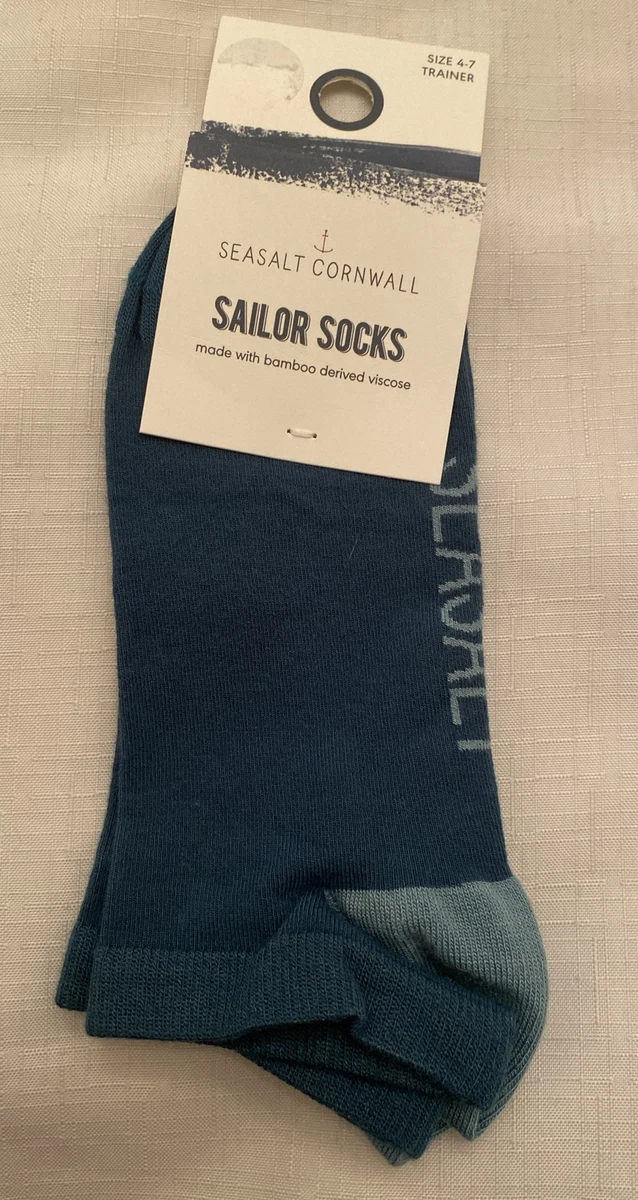 SIZE 4-7
TRAINER
SEASALT CORNWALL
SAILOR SOCKS
made with bamboo derived viscose
SEASALT